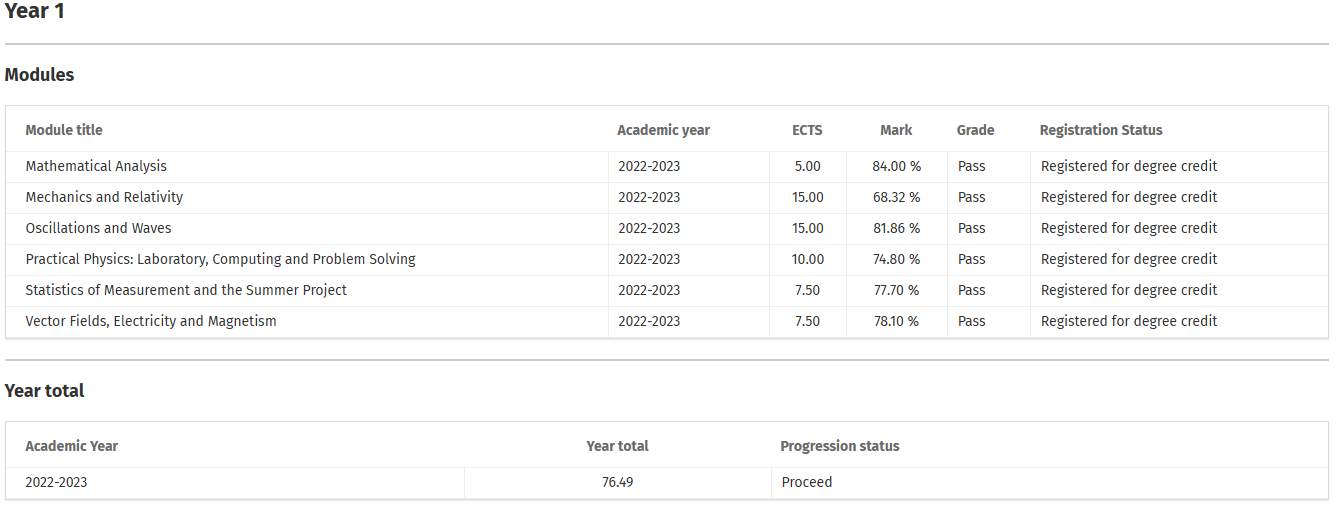 Year 1
Modules
Module title Academic year ECTS Mark Grade Registration Status
Mathematical Analysis 2022-2023 5.00 84.00 % Pass Registered for degree credit
Mechanics and Relativity 2022-2023 15.00 68.32 % Pass Registered for degree credit
Oscillations and Waves 2022-2023 15.00 81.86 % Pass Registered for degree credit
Practical Physics: Laboratory, Computing and Problem Solving 2022-2023 10.00 74.80 % Pass Registered for degree credit
Statistics of Measurement and the Summer Project 2022-2023 7.50 77.70 % Pass Registered for degree credit
Vector Fields, Electricity and Magnetism 2022-2023 7.50 78.10 % Pass Registered for degree credit
Year total
Academic Year Year total Progression status
2022-2023 76.49 Proceed